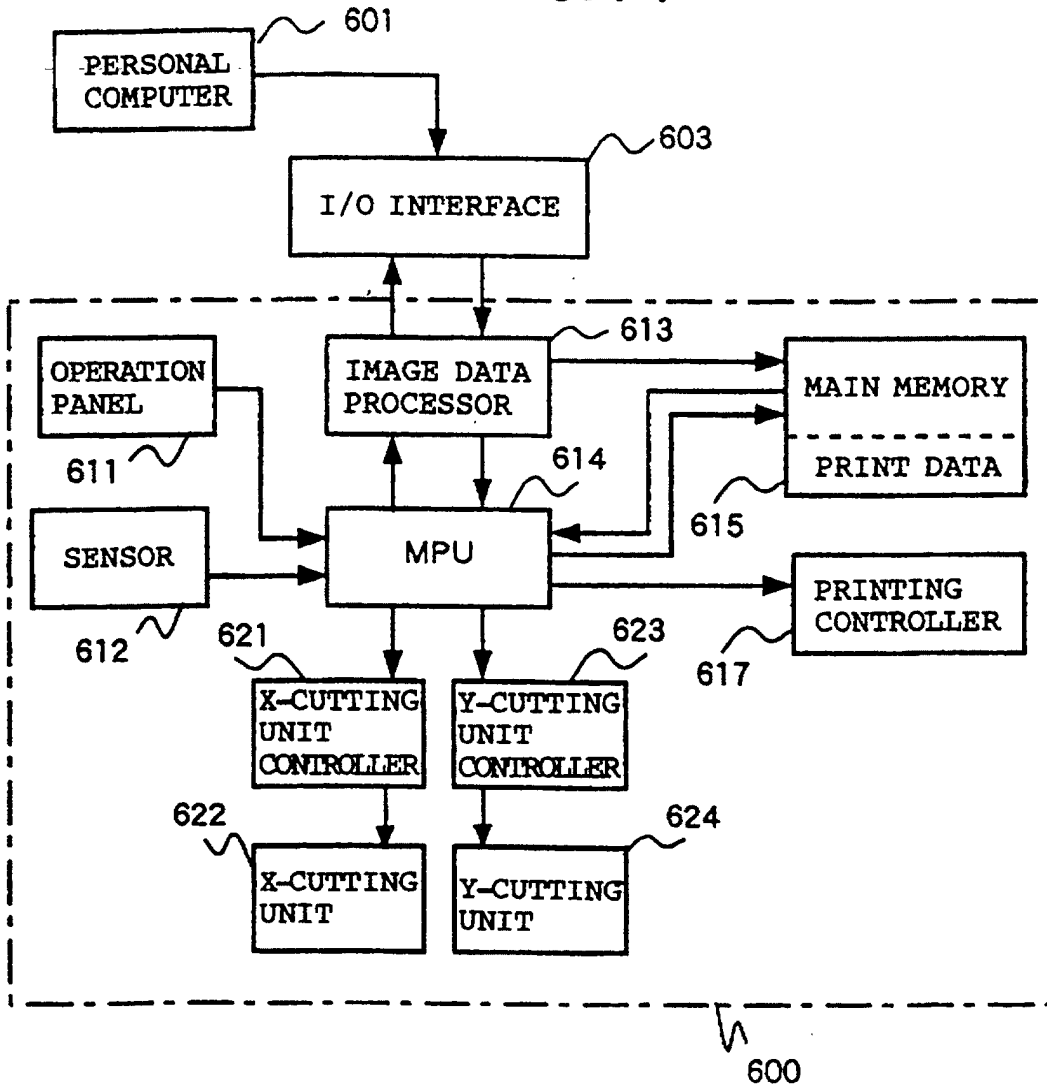 601
PERSONAL
COMPUTER
603
I/O INTERFACE
613
OPERATION
PANEL
611
IMAGE DATA
PROCESSOR
MAIN MEMORY
PRINT DATA
615
614
SENSOR
612
MPU
PRINTING
CONTROLLER
617
621
X-CUTTING
UNIT
CONTROLLER
623
Y-CUTTING
UNIT
CONTROLLER
622
X-CUTTING
UNIT
624
Y-CUTTING
UNIT
600